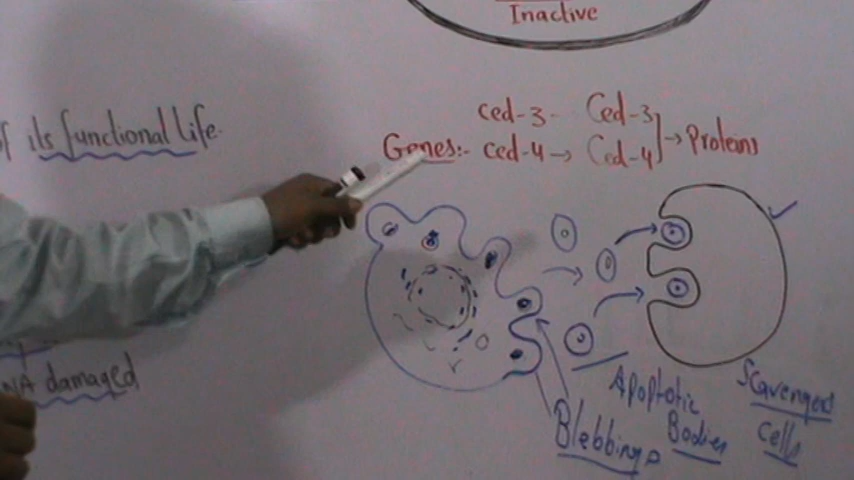 Inactive
ced-3 - Ced-3
Genes:- ced-4 → Ced-4 ] → Proteins
of its functional life.
DNA damaged
Apoptotic
Bodies
Scavenged
Cells
Blebbings